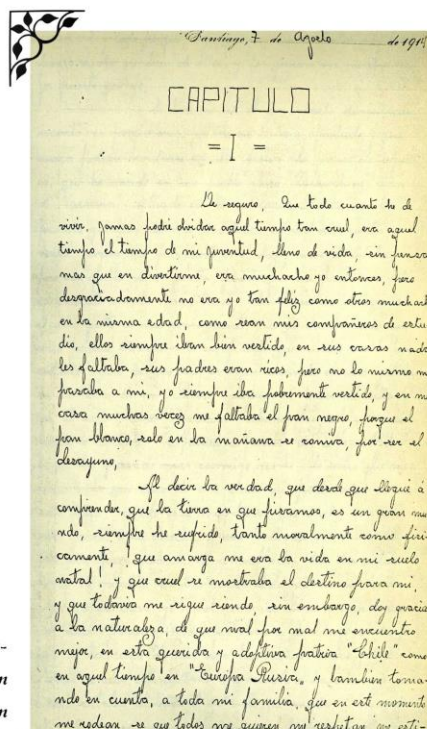 Santiago, 7 de Agosto de 191
CAPITULO
= I =
De seguro, Que todo cuanto he de
vivir. Jamas podré olvidar aquel tiempo tan cruel, era aquel
tiempo el tiempo de mi juventud, lleno de vida, sin pensa
mas que en divertirme, era muchacho yo entonces, pero
desgraciadamente no era yo tan feliz como otros muchach
en la misma edad, como sean mis compañeros de estu
dio, ellos siempre iban bien vestido, en sus casas nada
les faltaba, sus padres eran ricos, pero no lo mismo m
pasaba a mi, yo siempre iba pobremente vestido, y en m
casa muchas veces me faltaba el pan negro, porque el
pan blanco, solo en la mañana se comiva, por ser el
desayuno,
Al decir la verdad, que desde que llegué á
comprender, que la tierra en que pisamos, es un gran mu
ndo, siempre he sufrido, tanto moralmente como fisi
camente, ! que amarga me era la vida en mi suelo
natal ! y que cruel se mostraba el destino para mi,
y que todavia me sigue siendo, sin embargo, doy gracia
a la naturaleza, de que mal por mal me encuentro
mejor, en esta querida y adoptiva patria "Chile" como
en aquel tiempo en "Europa Rusia", y tambien toma-
ndo en cuenta, a toda mi familia, que en este momento
me rodean se que todos me quieren me respetan
n
n